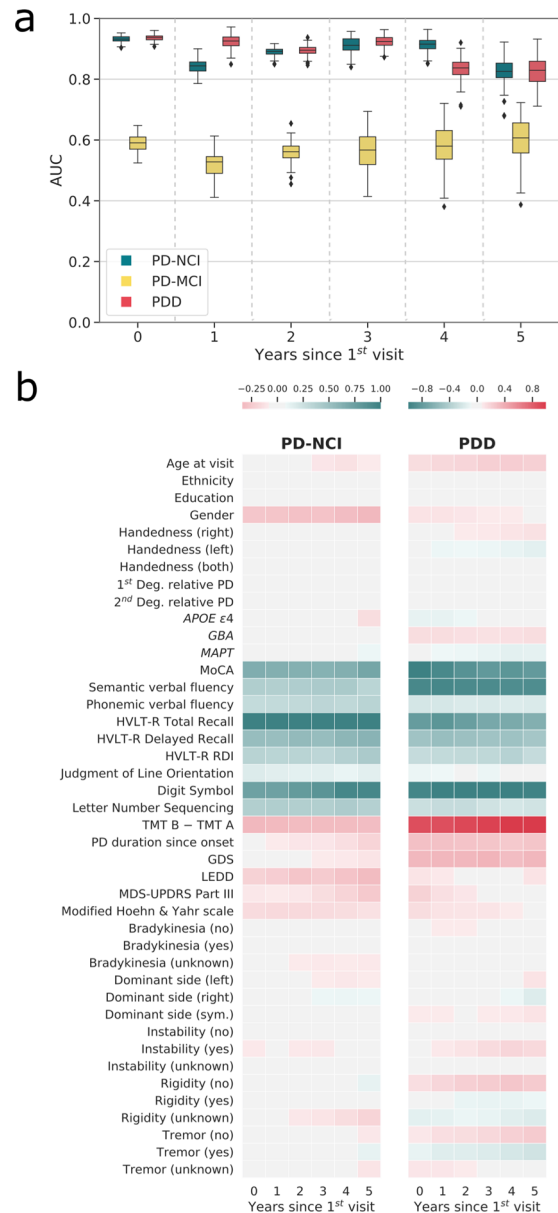 a
1.0
0.8
0.6
0.4
0.2
0.0
AUC
PD-NCI
PD-MCI
PDD
0 1 2 3 4 5
Years since 1st visit
b
−0.25 0.00 0.25 0.50 0.75 1.00
−0.8 −0.4 0.0 0.4 0.8
PD-NCI PDD
Age at visit
Ethnicity
Education
Gender
Handedness (right)
Handedness (left)
Handedness (both)
1st Deg. relative PD
2nd Deg. relative PD
APOE ε4
GBA
MAPT
MoCA
Semantic verbal fluency
Phonemic verbal fluency
HVLT-R Total Recall
HVLT-R Delayed Recall
HVLT-R RDI
Judgment of Line Orientation
Digit Symbol
Letter Number Sequencing
TMT B − TMT A
PD duration since onset
GDS
LEDD
MDS-UPDRS Part III
Modified Hoehn & Yahr scale
Bradykinesia (no)
Bradykinesia (yes)
Bradykinesia (unknown)
Dominant side (left)
Dominant side (right)
Dominant side (sym.)
Instability (no)
Instability (yes)
Instability (unknown)
Rigidity (no)
Rigidity (yes)
Rigidity (unknown)
Tremor (no)
Tremor (yes)
Tremor (unknown)
0 1 2 3 4 5 0 1 2 3 4 5
Years since 1st visit Years since 1st visit